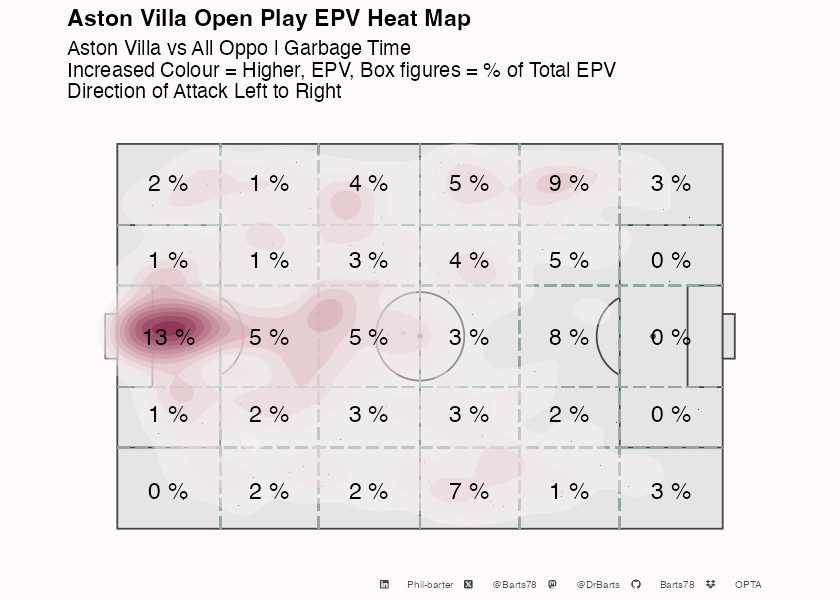 Aston Villa Open Play EPV Heat Map
Aston Villa vs All Oppo | Garbage Time
Increased Colour = Higher, EPV, Box figures = % of Total EPV
Direction of Attack Left to Right
2 % 1 % 4 % 5 % 9 % 3 %
1 % 1 % 3 % 4 % 5 % 0 %
13 % 5 % 5 % 3 % 8 % 0 %
1 % 2 % 3 % 3 % 2 % 0 %
0 % 2 % 2 % 7 % 1 % 3 %
Phil-barter @Barts78 @DrBarts Barts78 OPTA